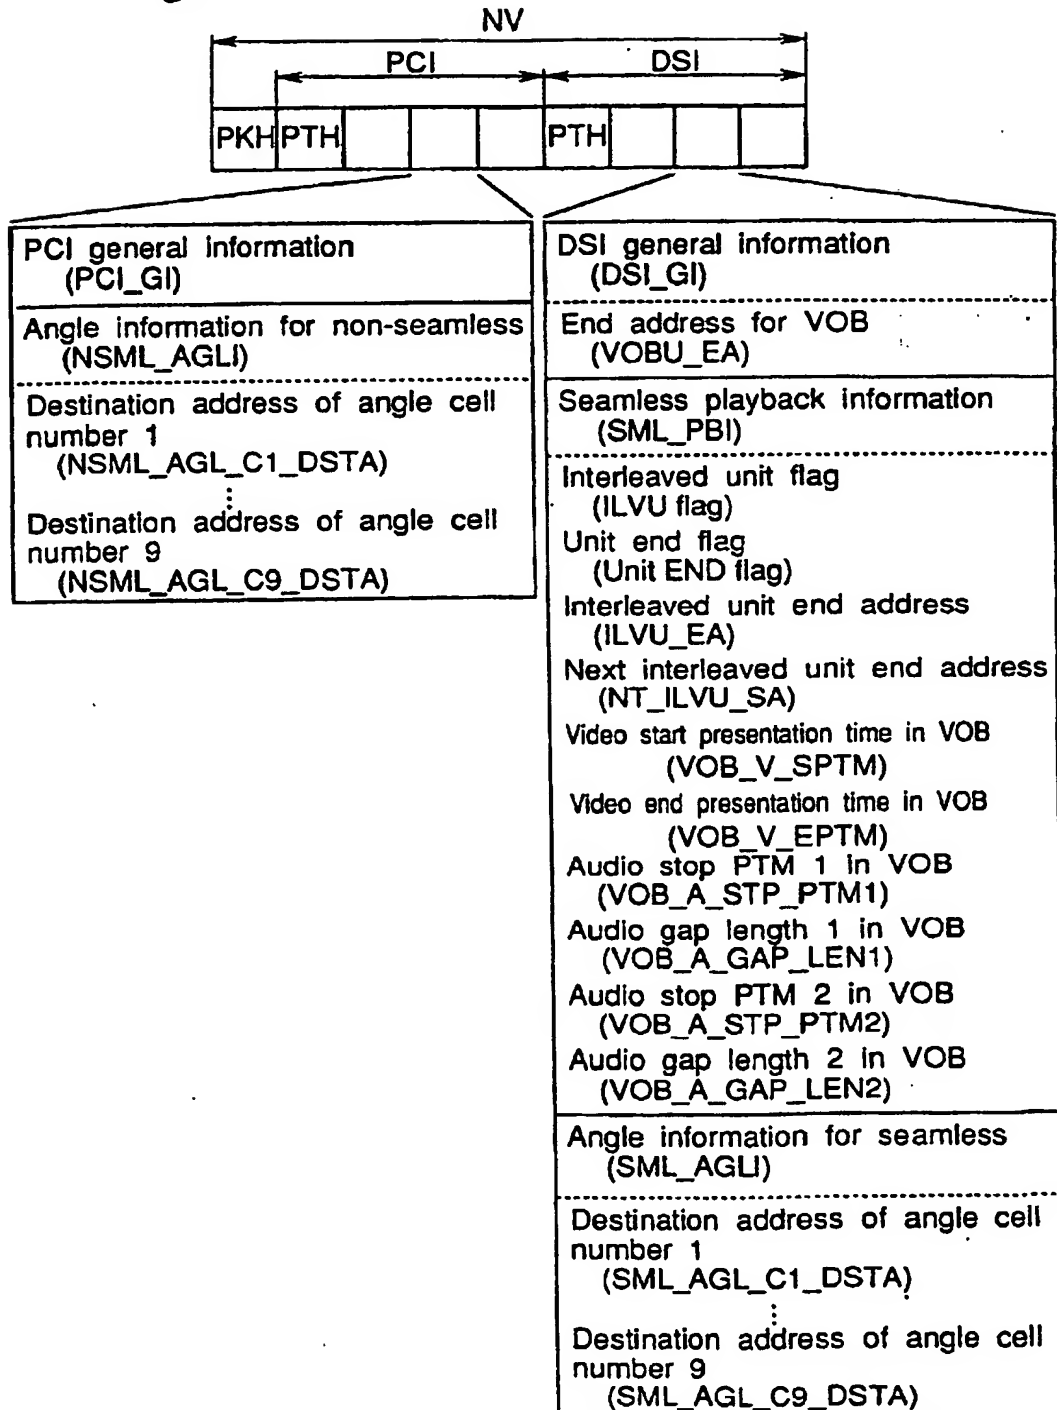 NV
PCI
DSI
PKH
PTH
PTH
PCI general information
(PCI_GI)
Angle information for non-seamless
(NSML_AGLI)
Destination address of angle cell
number 1
(NSML_AGL_C1_DSTA)
Destination address of angle cell
number 9
(NSML_AGL_C9_DSTA)
DSI general information
(DSI_GI)
End address for VOB
(VOBU_EA)
Seamless playback information
(SML_PBI)
Interleaved unit flag
(ILVU flag)
Unit end flag
(Unit END flag)
Interleaved unit end address
(ILVU_EA)
Next interleaved unit end address
(NT_ILVU_SA)
Video start presentation time in VOB
(VOB_V_SPTM)
Video end presentation time in VOB
(VOB_V_EPTM)
Audio stop PTM 1 in VOB
(VOB_A_STP_PTM1)
Audio gap length 1 in VOB
(VOB_A_GAP_LEN1)
Audio stop PTM 2 in VOB
(VOB_A_STP_PTM2)
Audio gap length 2 in VOB
(VOB_A_GAP_LEN2)
Angle information for seamless
(SML_AGLI)
Destination address of angle cell
number 1
(SML_AGL_C1_DSTA)
Destination address of angle cell
number 9
(SML_AGL_C9_DSTA)